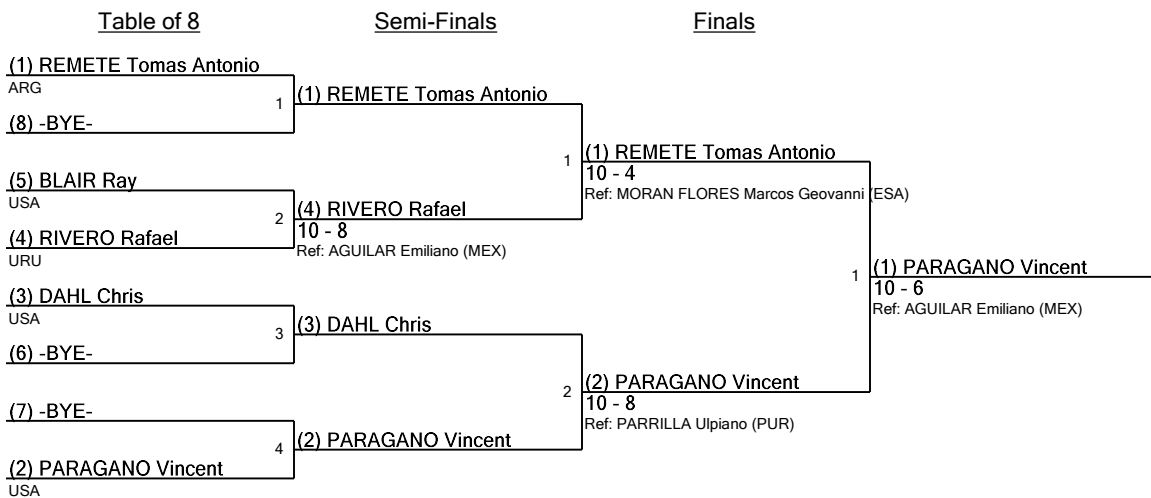 Table of 8
Semi-Finals
Finals
(1) REMETE Tomas Antonio
ARG
1
(8) -BYE-
(5) BLAIR Ray
USA
2
(4) RIVERO Rafael
URU
(3) DAHL Chris
USA
3
(6) -BYE-
(7) -BYE-
4
(2) PARAGANO Vincent
USA
(1) REMETE Tomas Antonio
1
(4) RIVERO Rafael
10 - 8
Ref: AGUILAR Emiliano (MEX)
(3) DAHL Chris
2
(2) PARAGANO Vincent
(1) REMETE Tomas Antonio
10 - 4
Ref: MORAN FLORES Marcos Geovanni (ESA)
1
(2) PARAGANO Vincent
10 - 8
Ref: PARRILLA Ulpiano (PUR)
(1) PARAGANO Vincent
10 - 6
Ref: AGUILAR Emiliano (MEX)